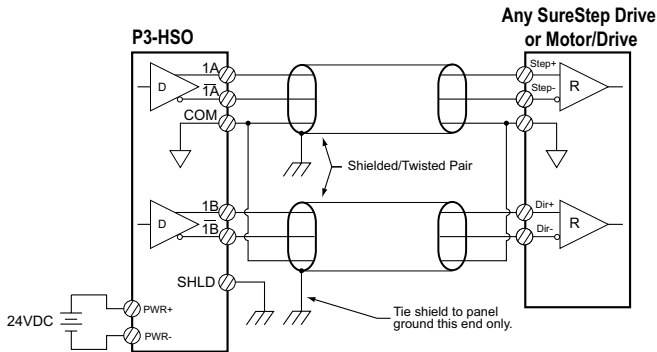 Any SureStep Drive
or Motor/Drive
P3-HSO
1A
Step+
D
1A
Step-
R
COM
Shielded/Twisted Pair
1B
Dir+
D
1B
Dir-
R
SHLD
24VDC
PWR+
PWR-
Tie shield to panel
ground this end only.